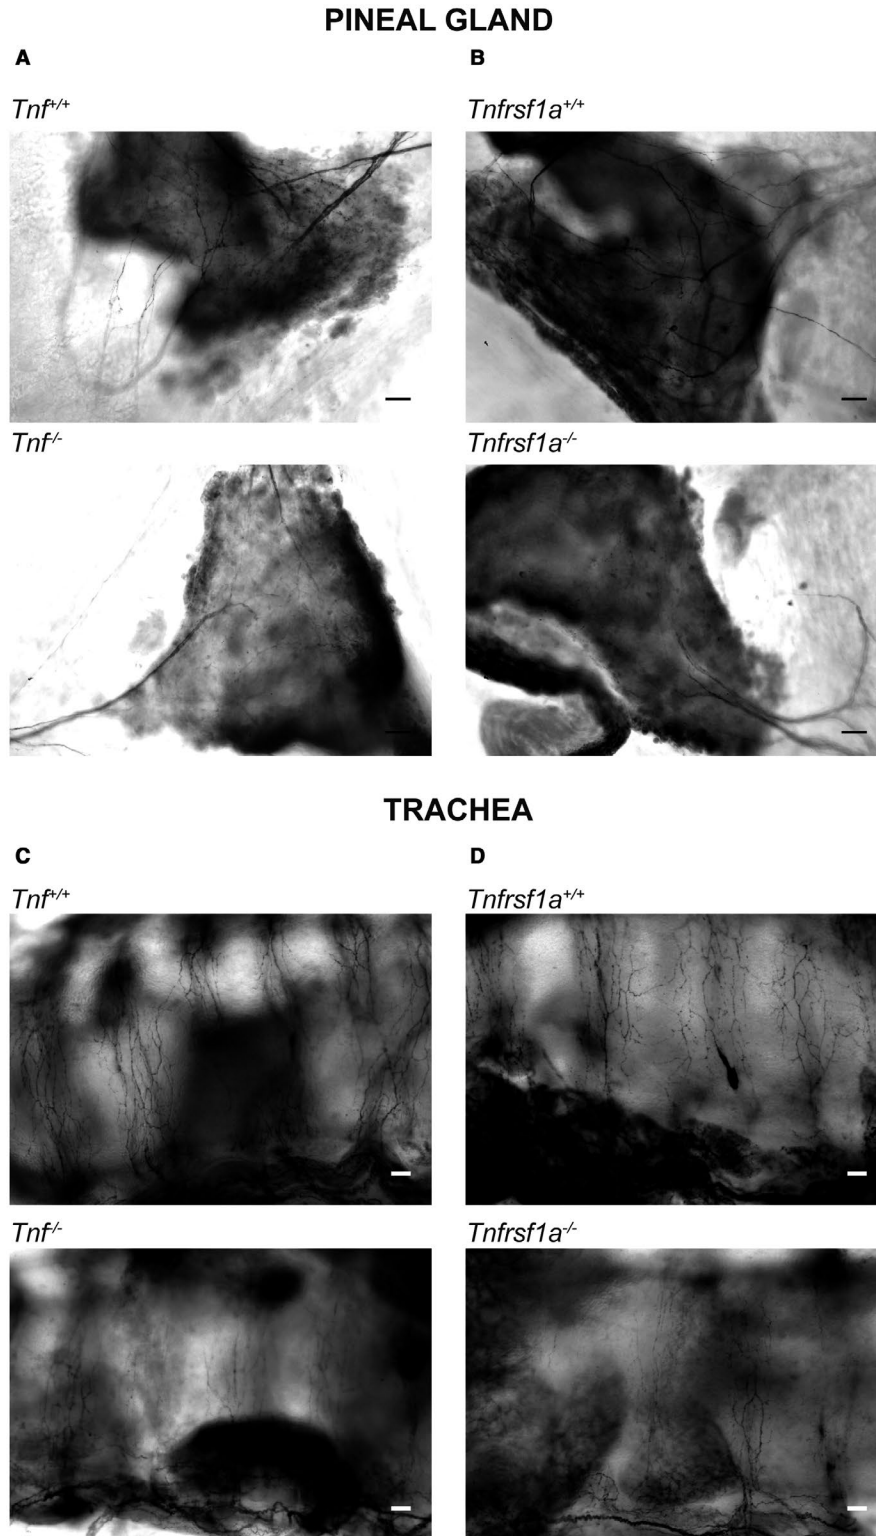 PINEAL GLAND
A
B
Tnf+/+
Tnfrsf1a+/+
Tnf-/-
Tnfrsf1a-/-
TRACHEA
C
D
Tnf+/+
Tnfrsf1a+/+
Tnf-/-
Tnfrsf1a-/-